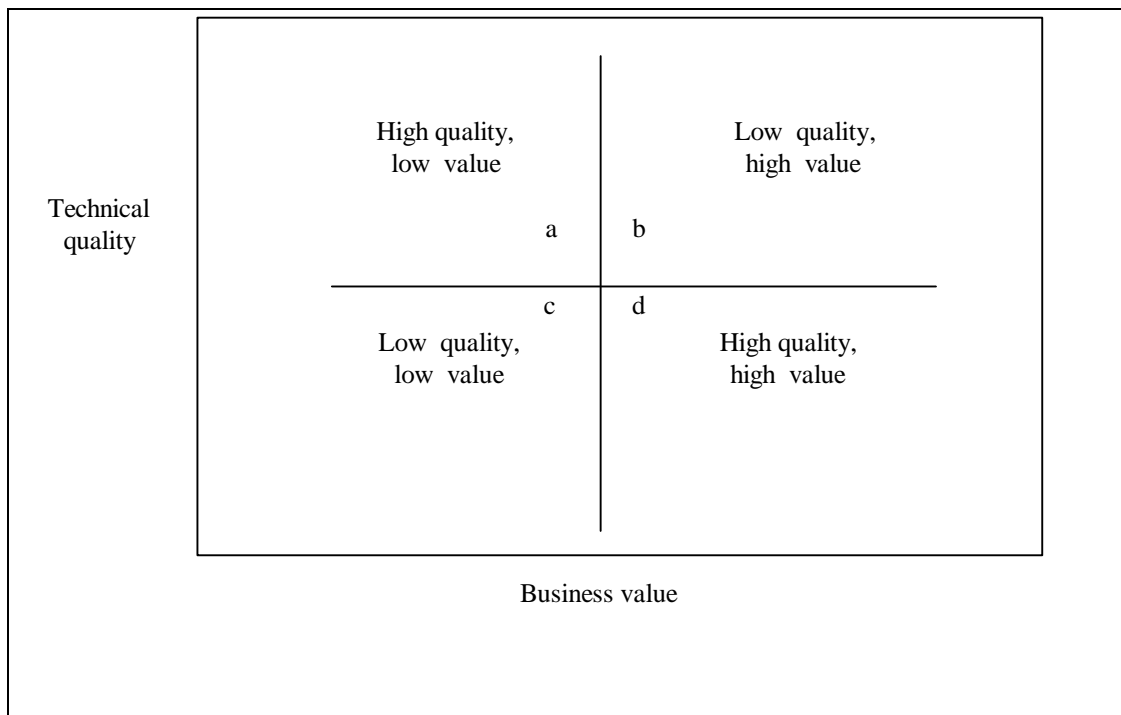 High quality,
low value
Low quality,
high value
Technical
quality
a
b
c
d
Low quality,
low value
High quality,
high value
Business value